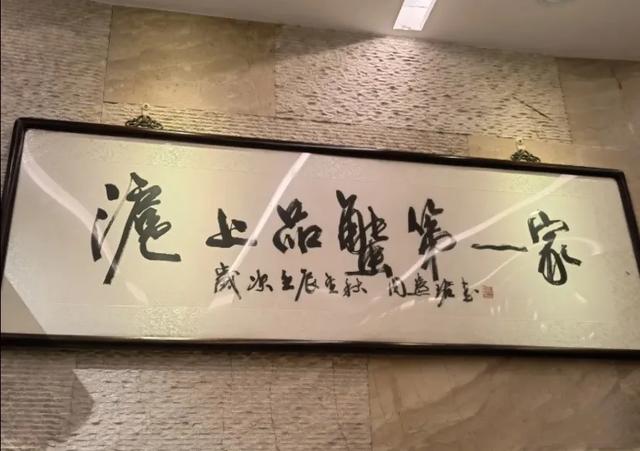 滬上品蟹第一家
歲次壬辰金秋 周慧珺書